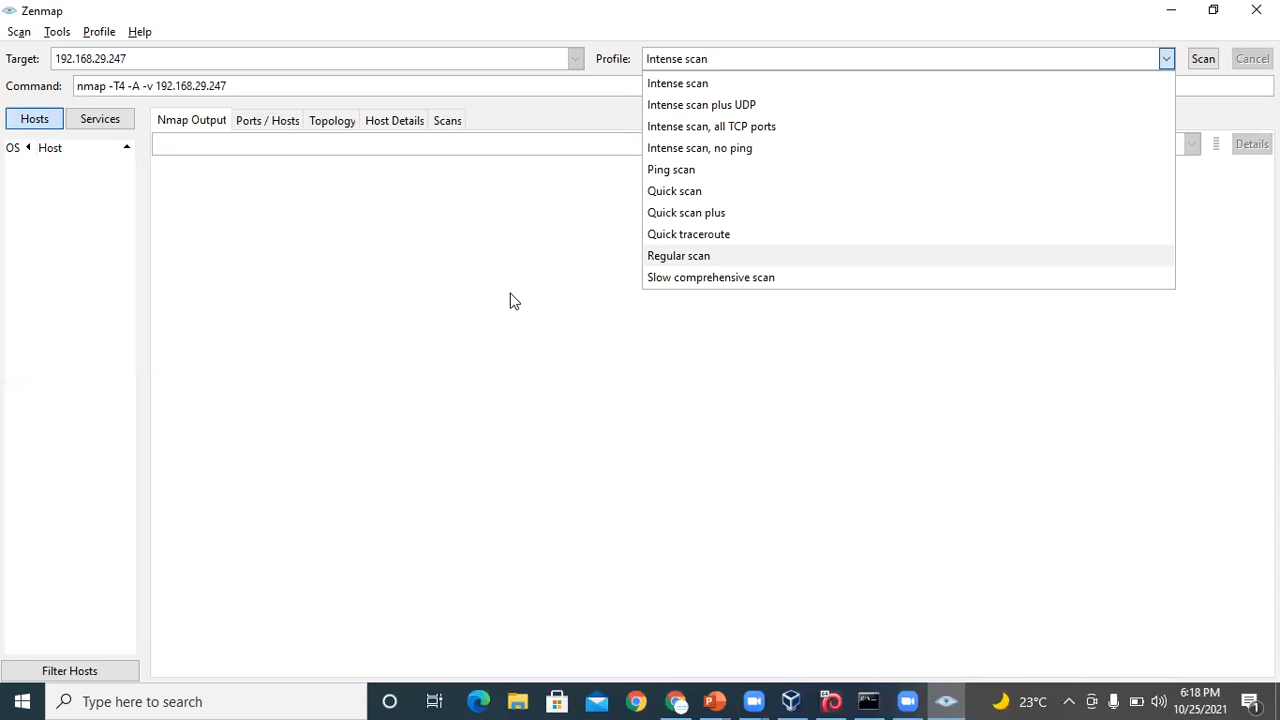 Zenmap
Scan Tools Profile Help
Target: 192.168.29.247 Profile: Intense scan Scan Cancel
Command: nmap -T4 -A -v 192.168.29.247
Intense scan
Intense scan plus UDP
Intense scan, all TCP ports
Intense scan, no ping
Ping scan
Quick scan
Quick scan plus
Quick traceroute
Regular scan
Slow comprehensive scan
Hosts Services Nmap Output Ports / Hosts Topology Host Details Scans
OS Host Details
Filter Hosts
Type here to search 23°C 6:18 PM
10/25/2021 1